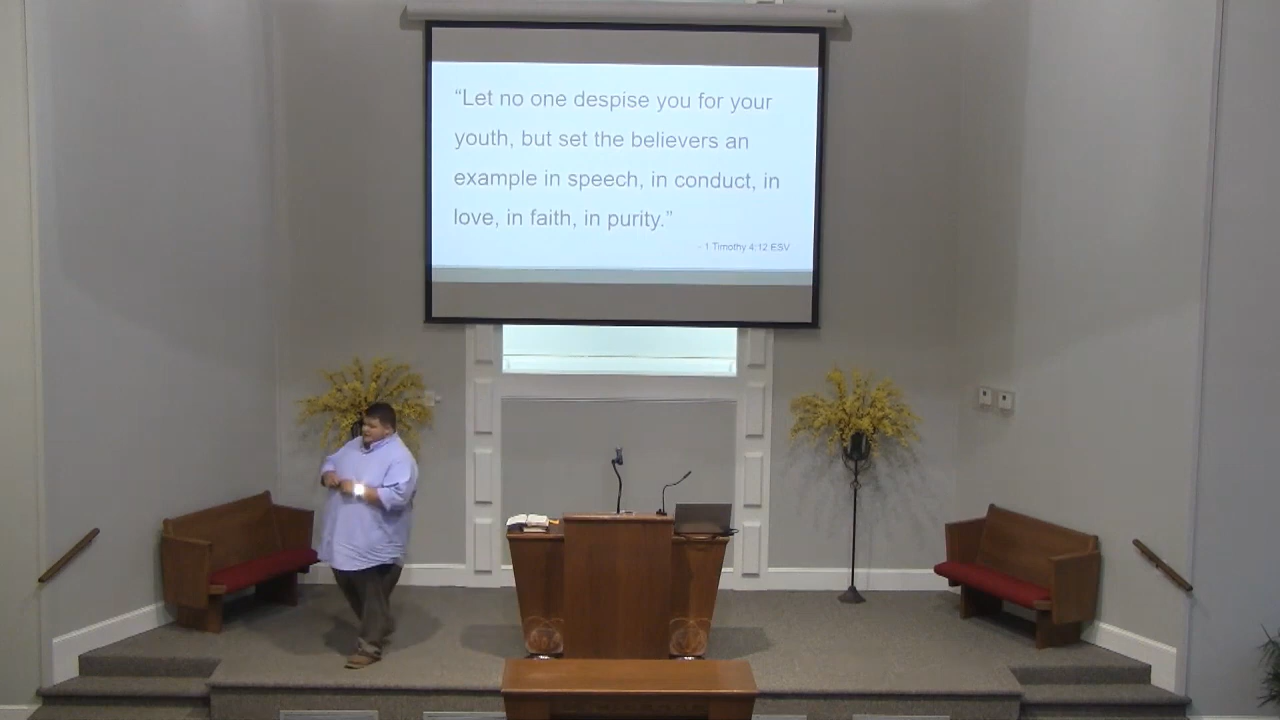 “Let no one despise you for your
youth, but set the believers an
example in speech, in conduct, in
love, in faith, in purity.”
- 1 Timothy 4:12 ESV